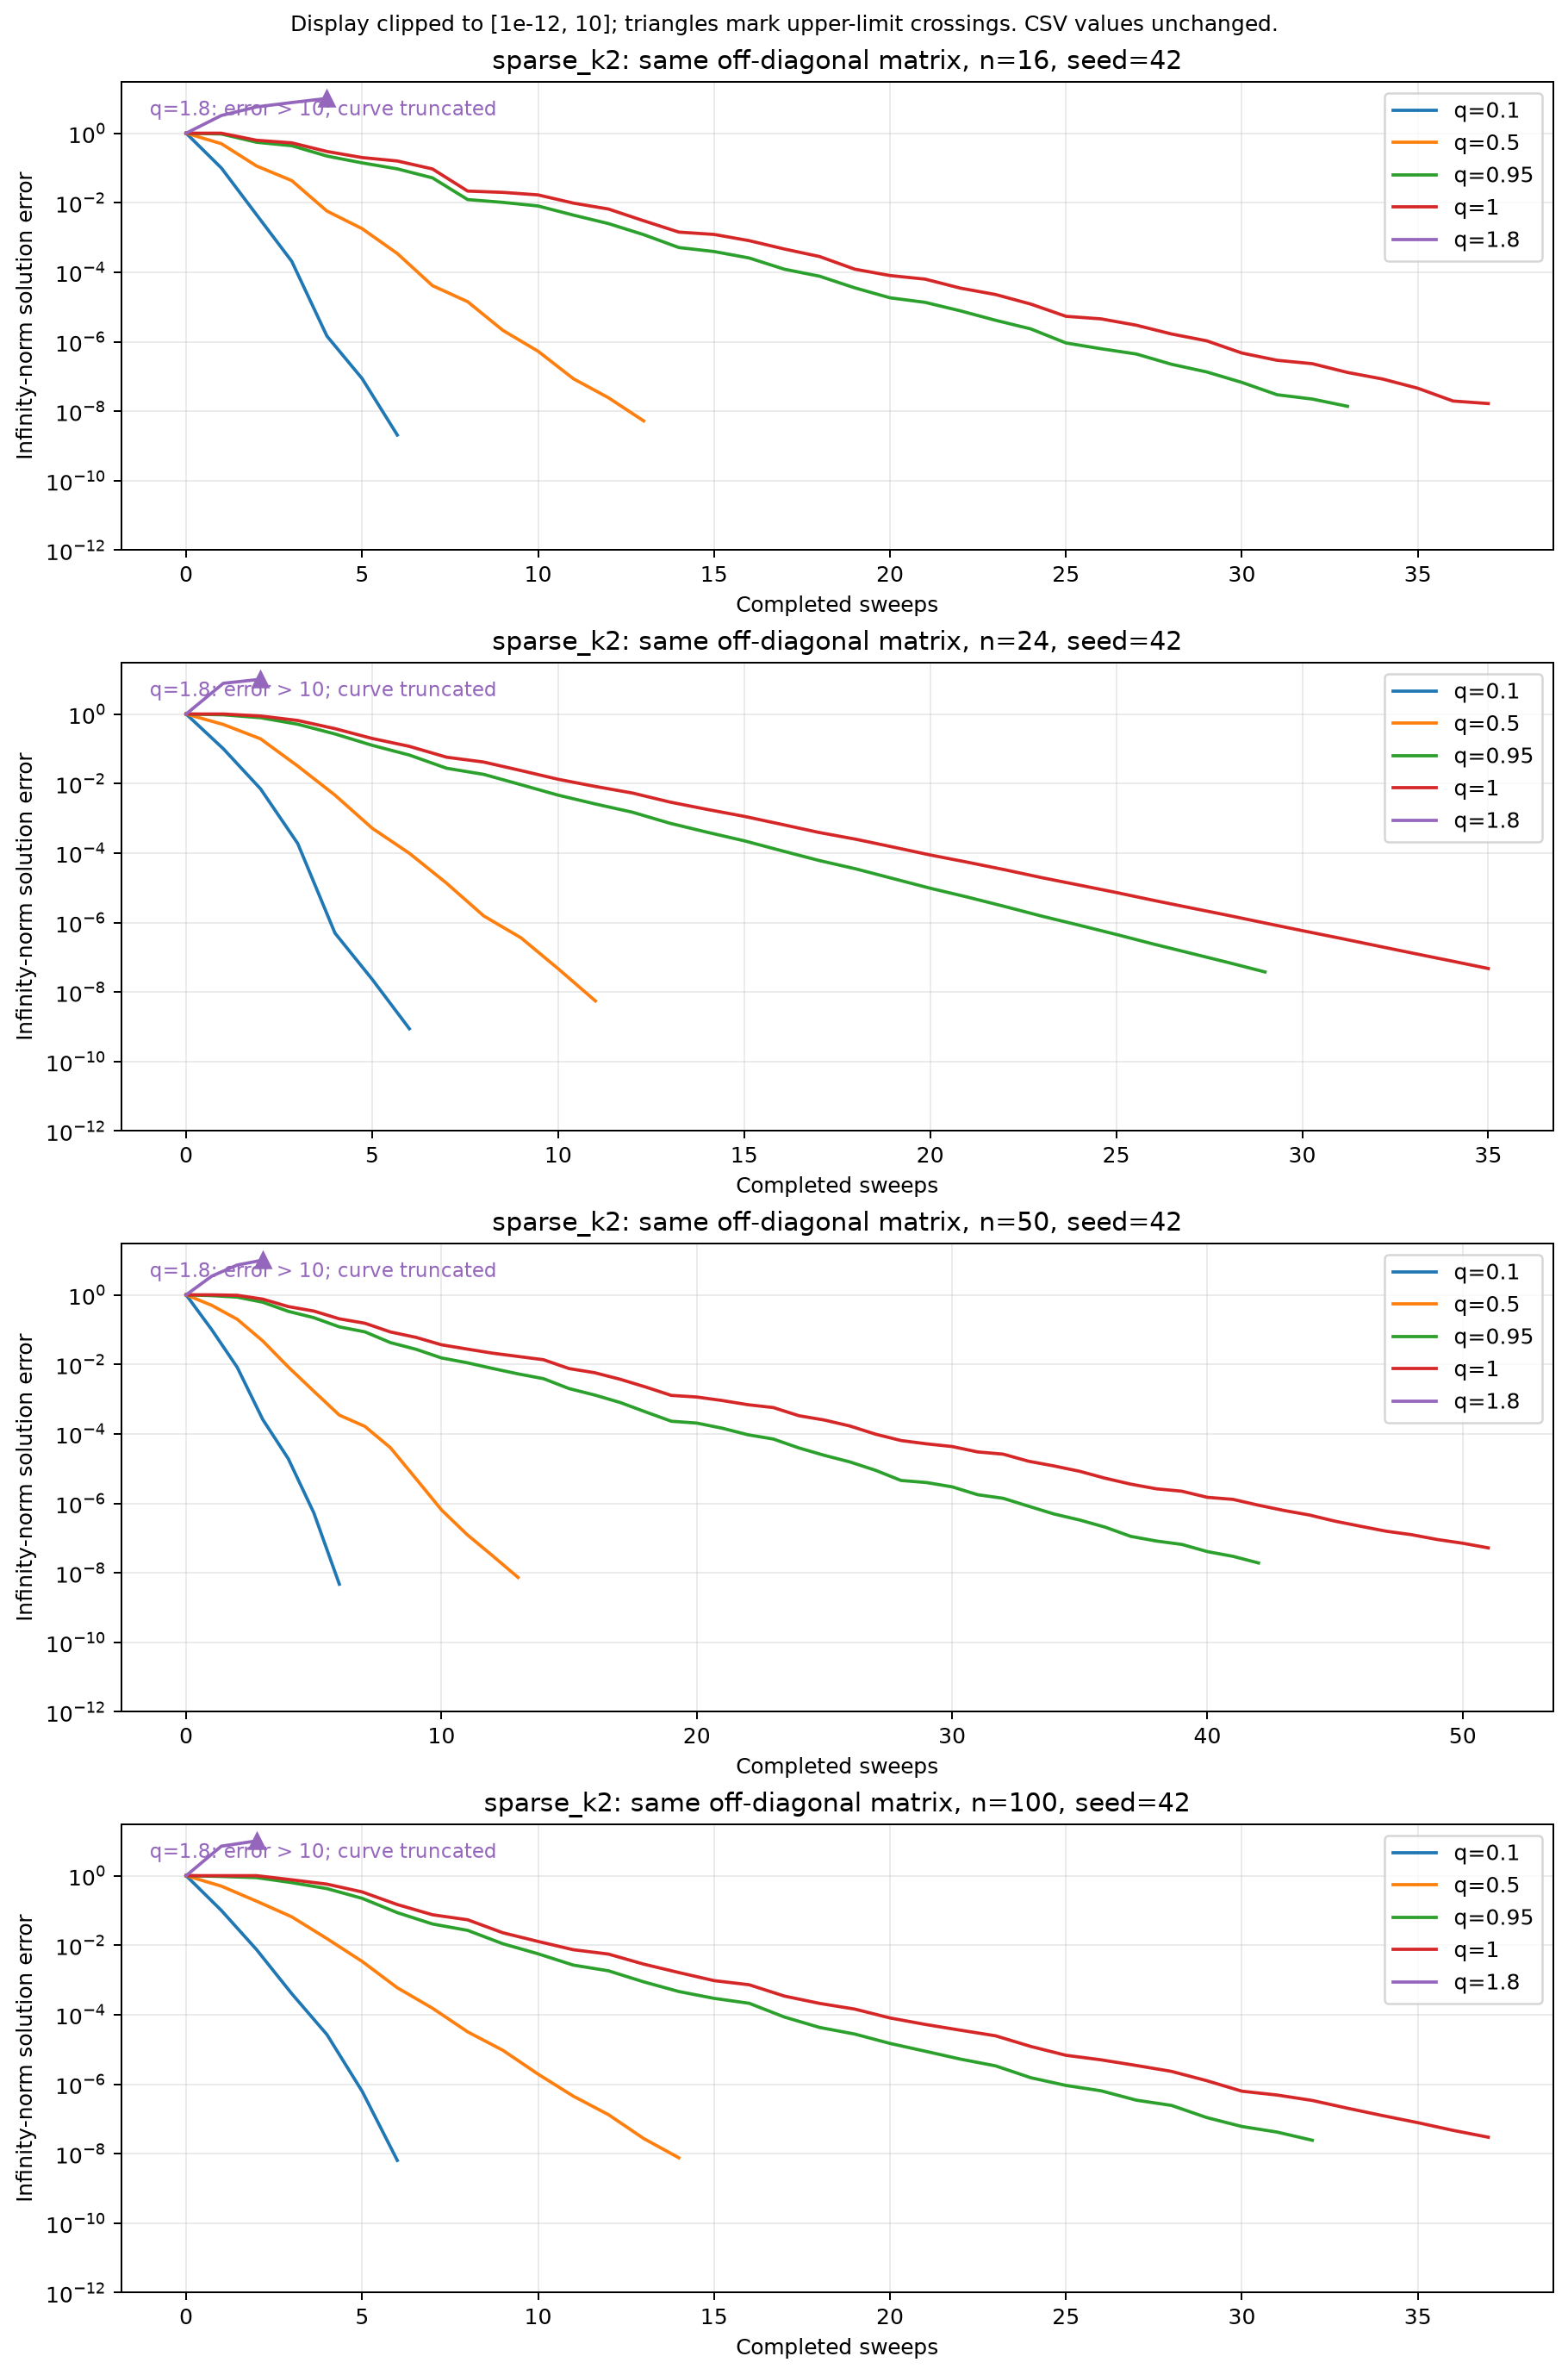 Display clipped to [1e-12, 10]; triangles mark upper-limit crossings. CSV values unchanged.
sparse_k2: same off-diagonal matrix, n=16, seed=42
q=1.8: error > 10; curve truncated
q=0.1
q=0.5
q=0.95
q=1
q=1.8
Infinity-norm solution error
10⁰
10⁻²
10⁻⁴
10⁻⁶
10⁻⁸
10⁻¹⁰
10⁻¹²
0 5 10 15 20 25 30 35
Completed sweeps
sparse_k2: same off-diagonal matrix, n=24, seed=42
q=1.8: error > 10; curve truncated
q=0.1
q=0.5
q=0.95
q=1
q=1.8
Infinity-norm solution error
10⁰
10⁻²
10⁻⁴
10⁻⁶
10⁻⁸
10⁻¹⁰
10⁻¹²
0 5 10 15 20 25 30 35
Completed sweeps
sparse_k2: same off-diagonal matrix, n=50, seed=42
q=1.8: error > 10; curve truncated
q=0.1
q=0.5
q=0.95
q=1
q=1.8
Infinity-norm solution error
10⁰
10⁻²
10⁻⁴
10⁻⁶
10⁻⁸
10⁻¹⁰
10⁻¹²
0 10 20 30 40 50
Completed sweeps
sparse_k2: same off-diagonal matrix, n=100, seed=42
q=1.8: error > 10; curve truncated
q=0.1
q=0.5
q=0.95
q=1
q=1.8
Infinity-norm solution error
10⁰
10⁻²
10⁻⁴
10⁻⁶
10⁻⁸
10⁻¹⁰
10⁻¹²
0 5 10 15 20 25 30 35
Completed sweeps